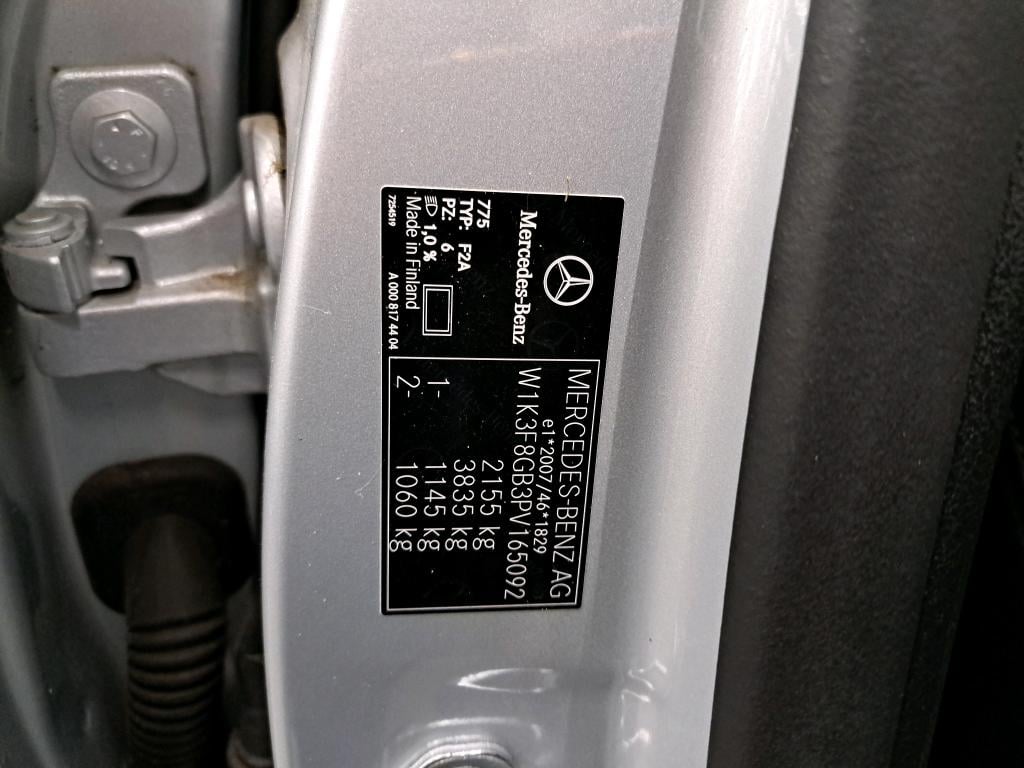 Mercedes-Benz
775
TYP: F2A
PZ: 6
1,0 %
Made in Finland
7254519 A 000 817 44 04
MERCEDES-BENZ AG
e1*2007/46*1829
W1K3F8GB3PV165092
2155 kg
3835 kg
1- 1145 kg
2- 1060 kg